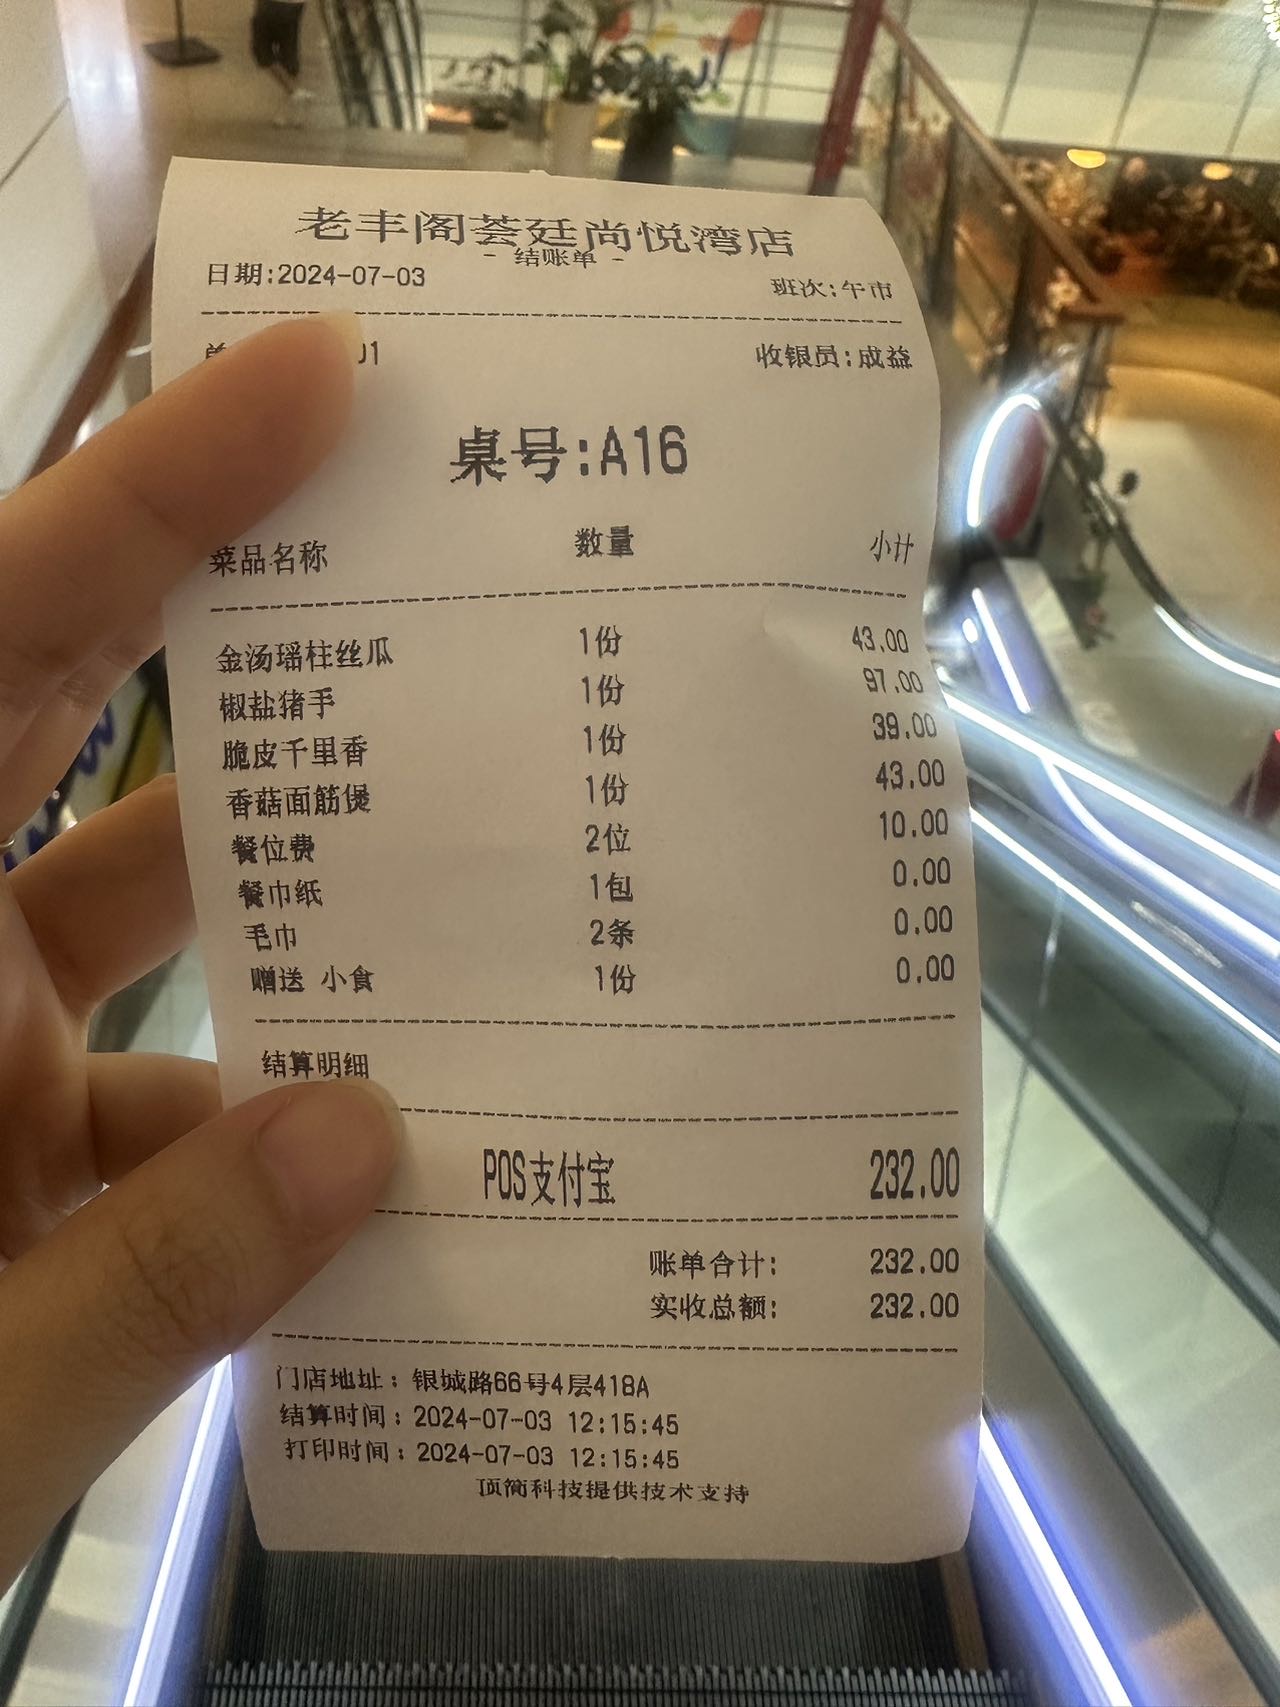 老丰阁荟廷尚悦湾店
- 结账单 -
日期:2024-07-03 班次:午市
收银员:成益
桌号:A16
菜品名称 数量 小计
金汤瑶柱丝瓜 1份 43.00
椒盐猪手 1份 97.00
脆皮千里香 1份 39.00
香菇面筋煲 1份 43.00
餐位费 2位 10.00
餐巾纸 1包 0.00
毛巾 2条 0.00
赠送 小食 1份 0.00
结算明细
POS支付宝 232.00
账单合计: 232.00
实收总额: 232.00
门店地址：银城路66号4层418A
结算时间：2024-07-03 12:15:45
打印时间：2024-07-03 12:15:45
顶简科技提供技术支持